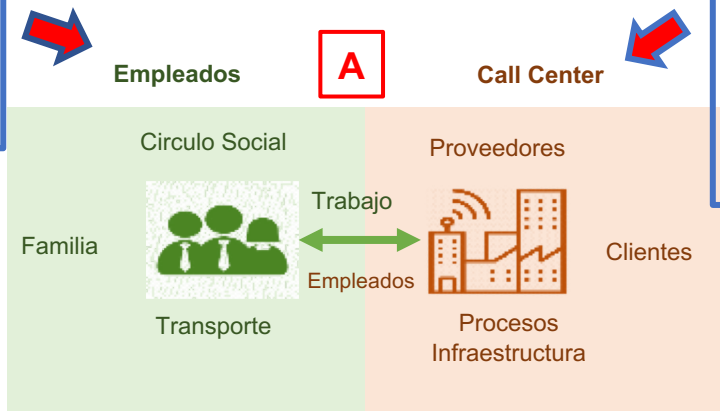 Empleados
A
Call Center
Circulo Social
Proveedores
Trabajo
Familia
Clientes
Empleados
Transporte
Procesos
Infraestructura